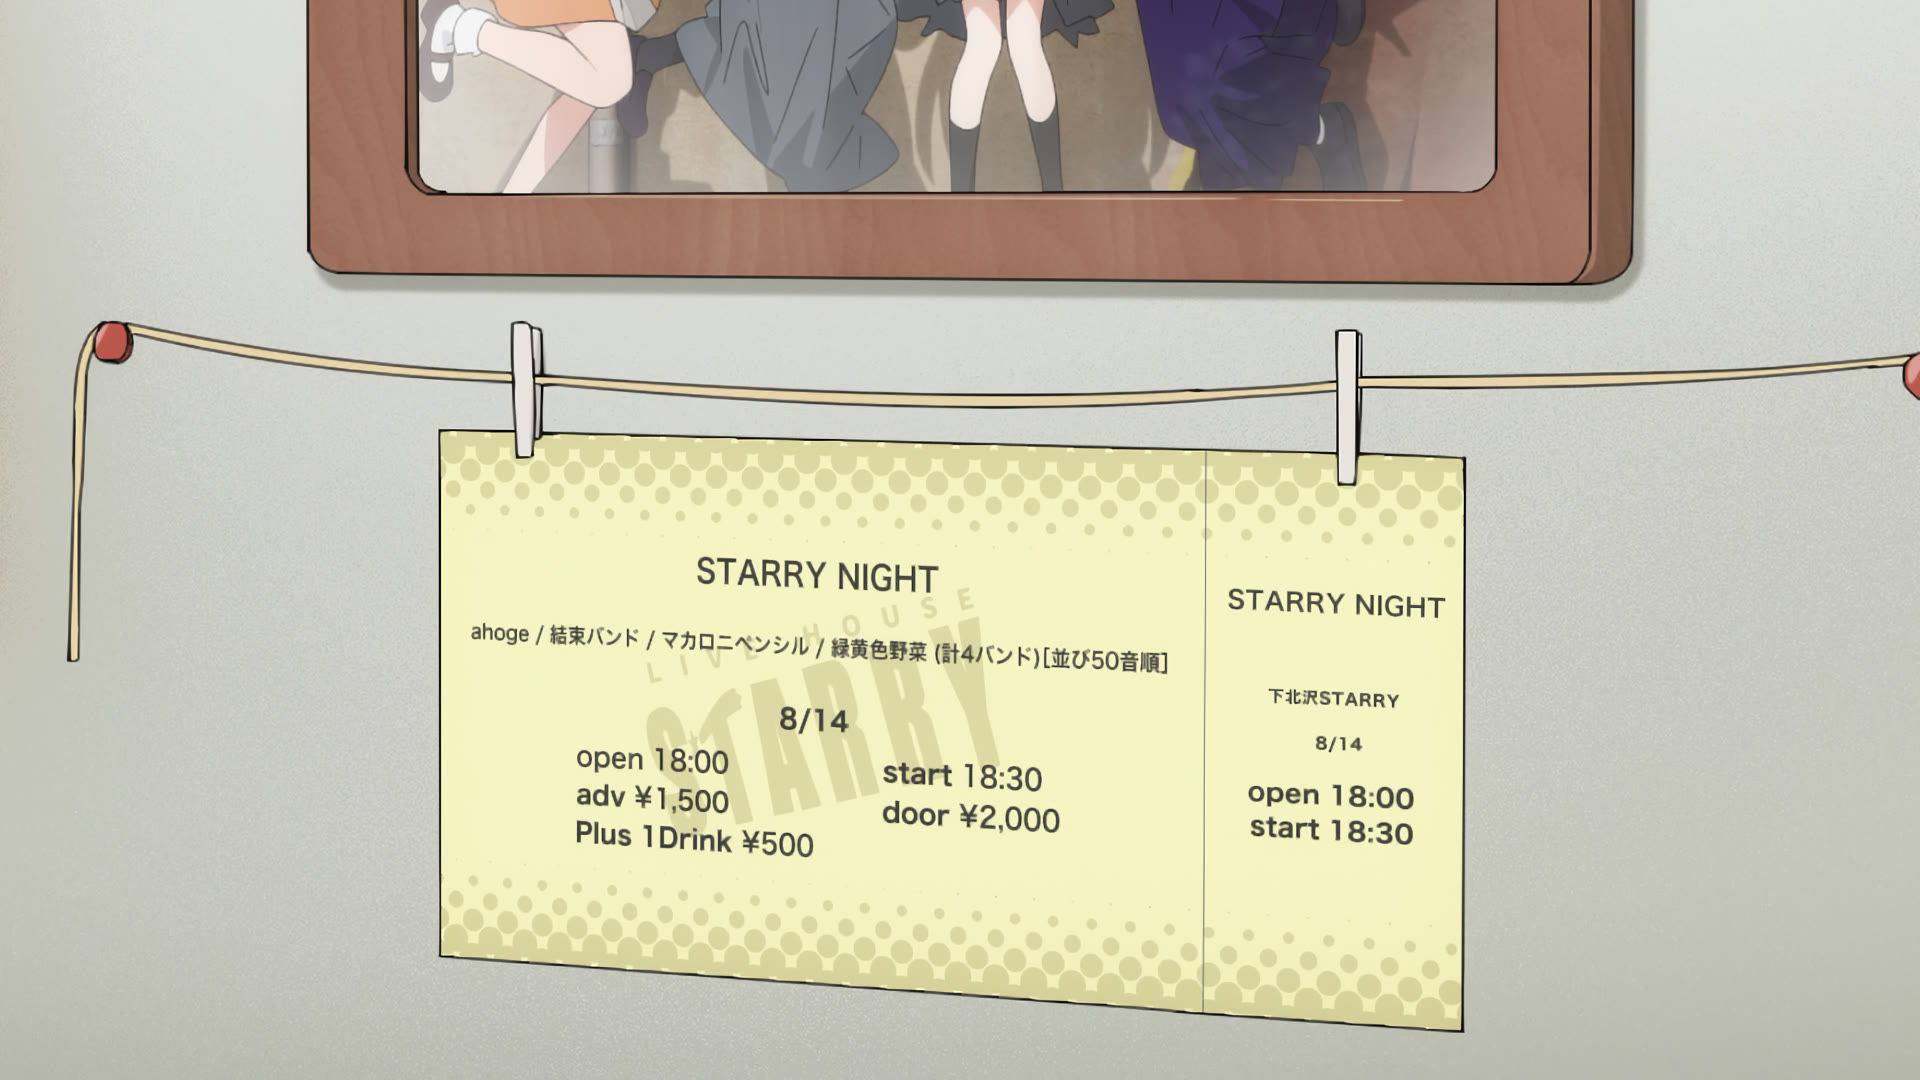 STARRY NIGHT
ahoge / 結束バンド / マカロニペンシル / 緑黄色野菜 (計4バンド)[並び50音順]
LIVE HOUSE
STARRY
8/14
open 18:00
start 18:30
adv ¥1,500
door ¥2,000
Plus 1Drink ¥500
STARRY NIGHT
下北沢STARRY
8/14
open 18:00
start 18:30